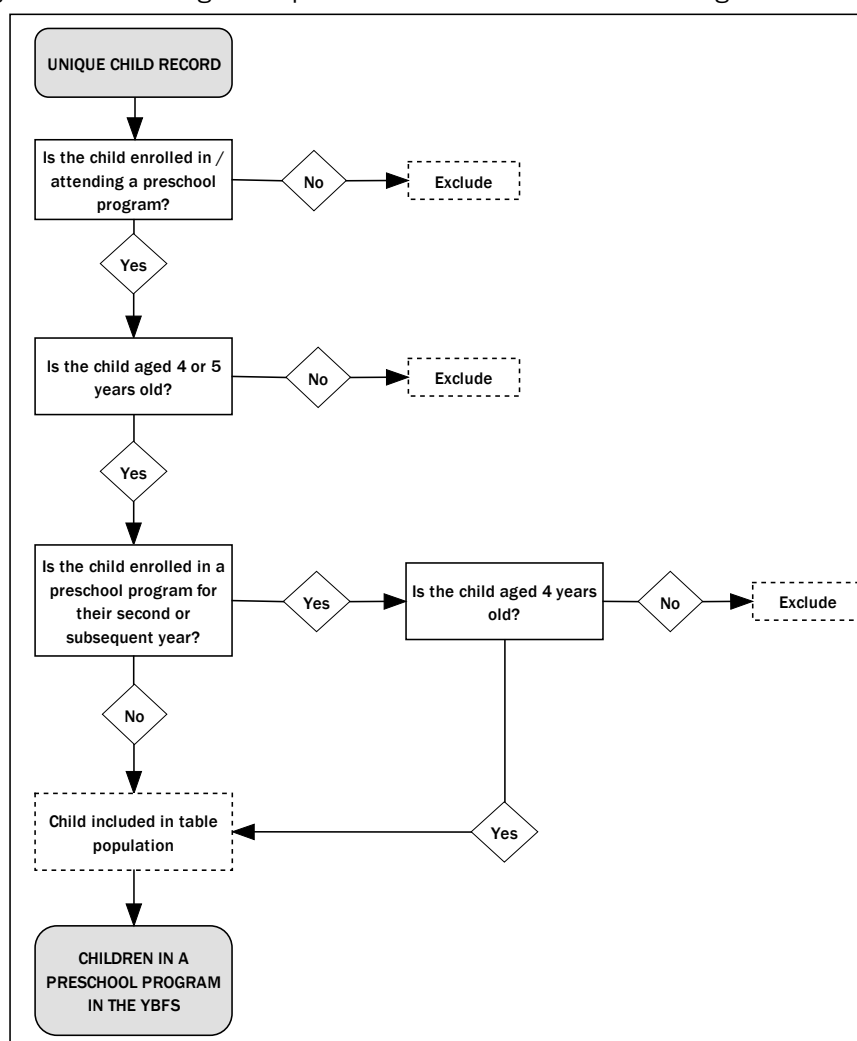 UNIQUE CHILD RECORD
Is the child enrolled in /
attending a preschool
program?
No
Exclude
Yes
Is the child aged 4 or 5
years old?
No
Exclude
Yes
Is the child enrolled in a
preschool program for
their second or
subsequent year?
Yes
Is the child aged 4 years
old?
No
Exclude
No
Yes
Child included in table
population
CHILDREN IN A
PRESCHOOL PROGRAM
IN THE YBFS